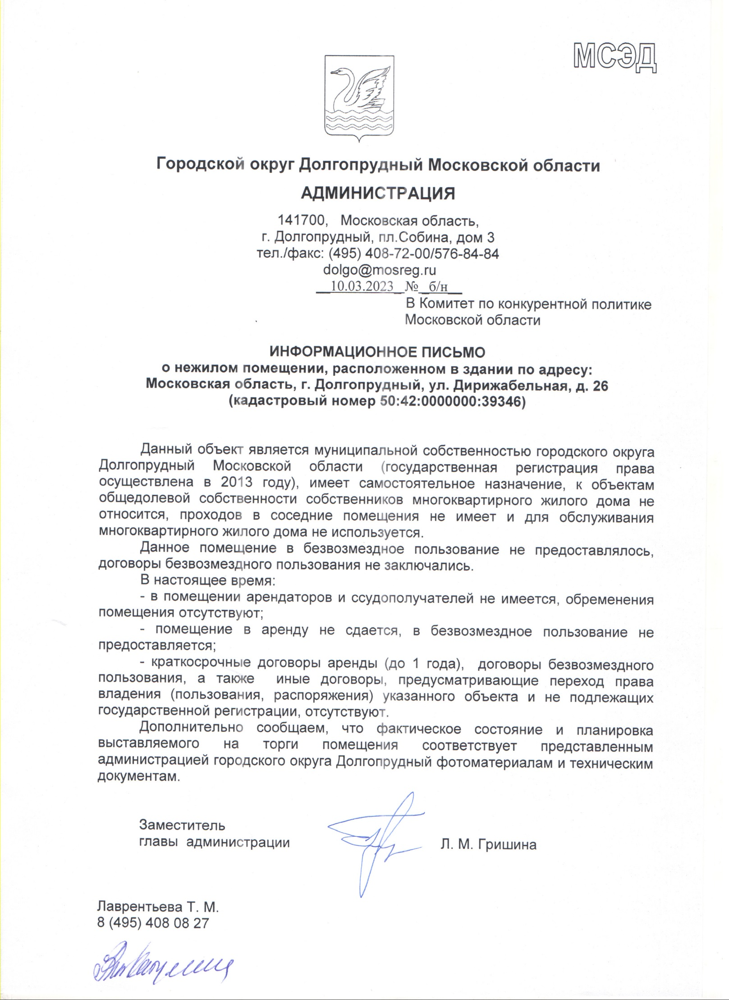 МСЭД
Городской округ Долгопрудный Московской области
АДМИНИСТРАЦИЯ
141700, Московская область,
г. Долгопрудный, пл.Собина, дом 3
тел./факс: (495) 408-72-00/576-84-84
dolgo@mosreg.ru
__10.03.2023__№_б/н__
В Комитет по конкурентной политике
Московской области
ИНФОРМАЦИОННОЕ ПИСЬМО
о нежилом помещении, расположенном в здании по адресу:
Московская область, г. Долгопрудный, ул. Дирижабельная, д. 26
(кадастровый номер 50:42:0000000:39346)
Данный объект является муниципальной собственностью городского округа
Долгопрудный Московской области (государственная регистрация права
осуществлена в 2013 году), имеет самостоятельное назначение, к объектам
общедолевой собственности собственников многоквартирного жилого дома не
относится, проходов в соседние помещения не имеет и для обслуживания
многоквартирного жилого дома не используется.
Данное помещение в безвозмездное пользование не предоставлялось,
договоры безвозмездного пользования не заключались.
В настоящее время:
- в помещении арендаторов и ссудополучателей не имеется, обременения
помещения отсутствуют;
- помещение в аренду не сдается, в безвозмездное пользование не
предоставляется;
- краткосрочные договоры аренды (до 1 года), договоры безвозмездного
пользования, а также иные договоры, предусматривающие переход права
владения (пользования, распоряжения) указанного объекта и не подлежащих
государственной регистрации, отсутствуют.
Дополнительно сообщаем, что фактическое состояние и планировка
выставляемого на торги помещения соответствует представленным
администрацией городского округа Долгопрудный фотоматериалам и техническим
документам.
Заместитель
главы администрации Л. М. Гришина
Лаврентьева Т. М.
8 (495) 408 08 27